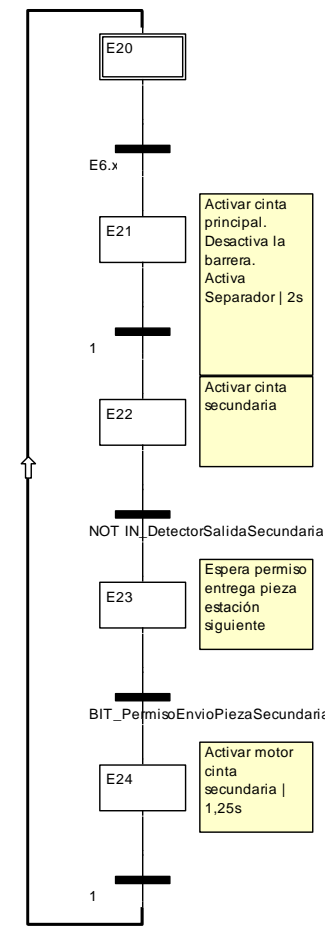 E20
E6.x
E21
Activar cinta
principal.
Desactiva la
barrera.
Activa
Separador | 2s
1
E22
Activar cinta
secundaria
NOT IN_DetectorSalidaSecundaria
E23
Espera permiso
entrega pieza
estación
siguiente
BIT_PermisoEnvioPiezaSecundaria
E24
Activar motor
cinta
secundaria |
1,25s
1